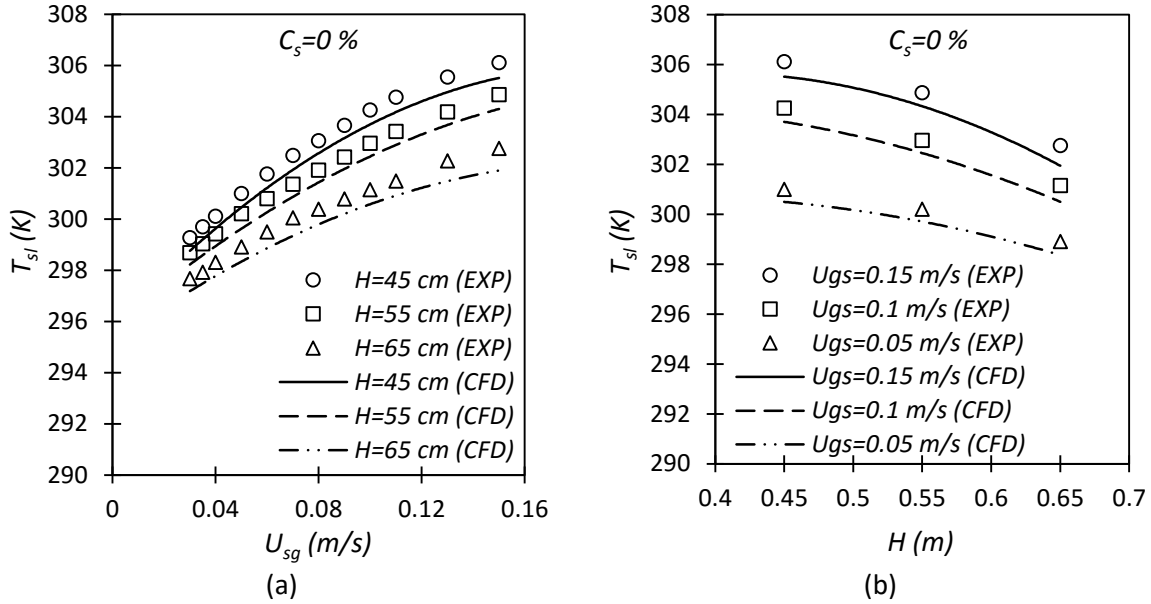 C_s=0 %
308
306
304
302
300
298
296
294
292
290
T_sl (K)
H=45 cm (EXP)
H=55 cm (EXP)
H=65 cm (EXP)
H=45 cm (CFD)
H=55 cm (CFD)
H=65 cm (CFD)
0 0.04 0.08 0.12 0.16
U_sg (m/s)
(a)
C_s=0 %
308
306
304
302
300
298
296
294
292
290
T_sl (K)
Ugs=0.15 m/s (EXP)
Ugs=0.1 m/s (EXP)
Ugs=0.05 m/s (EXP)
Ugs=0.15 m/s (CFD)
Ugs=0.1 m/s (CFD)
Ugs=0.05 m/s (CFD)
0.4 0.45 0.5 0.55 0.6 0.65 0.7
H (m)
(b)